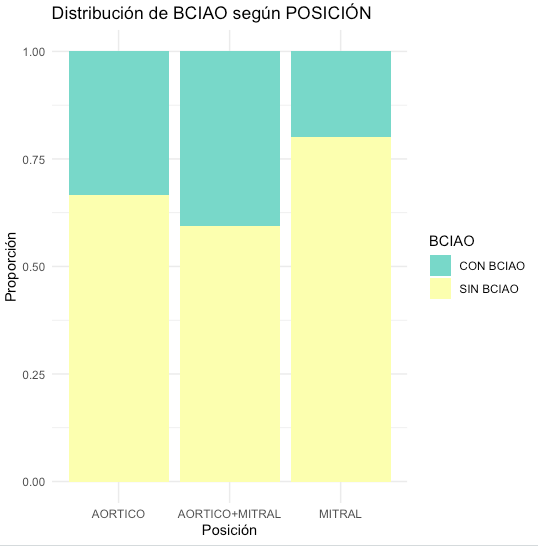 Distribución de BCIAO según POSICIÓN
1.00
0.75
0.50
0.25
0.00
Proporción
AORTICO
AORTICO+MITRAL
MITRAL
Posición
BCIAO
CON BCIAO
SIN BCIAO